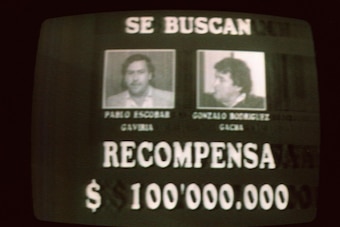 SE BUSCAN
PABLO ESCOBAR
GAVIRIA
GONZALO RODRIGUEZ
GACHA
RECOMPENSA
$ 100'000.000